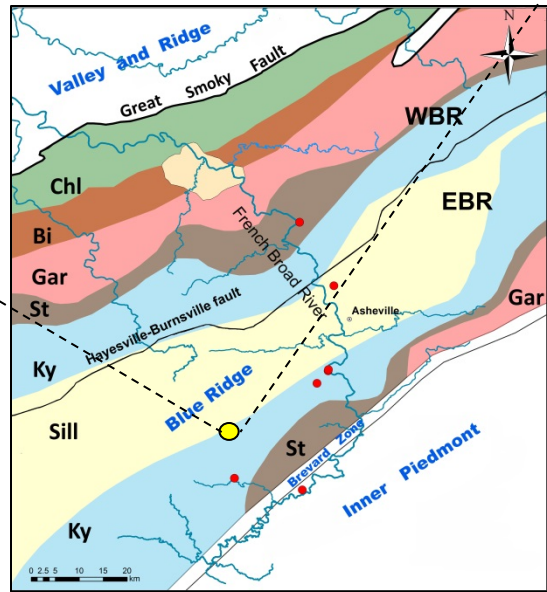 N
Valley and Ridge
Great Smoky Fault
WBR
Chl
EBR
Bi
French Broad River
Gar
Gar
St
Asheville
Hayesville-Burnsville fault
Ky
Blue Ridge
Sill
St
Brevard Zone
Inner Piedmont
Ky
0 2.5 5 10 15 20
km